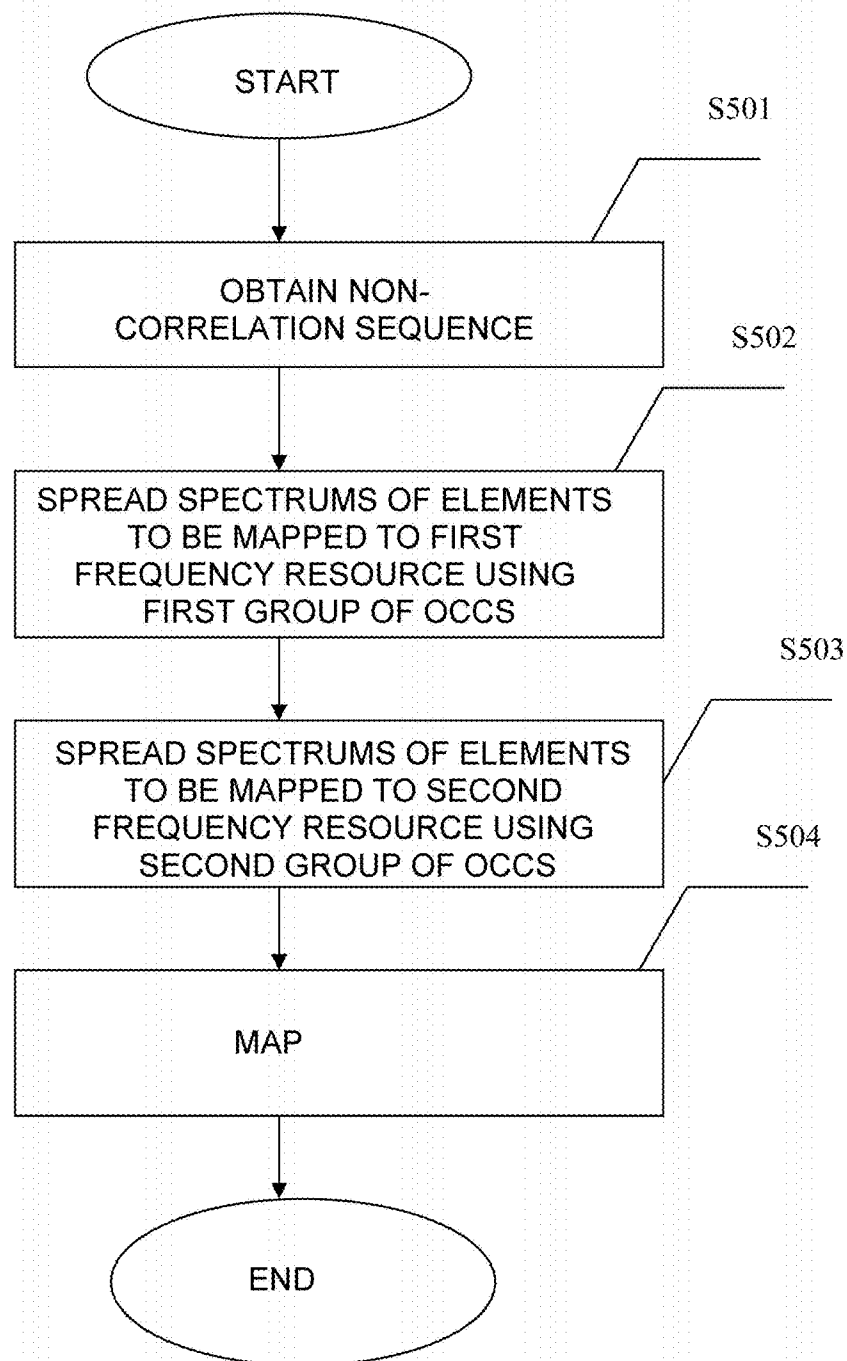 START
S501
OBTAIN NON-
CORRELATION SEQUENCE
S502
SPREAD SPECTRUMS OF ELEMENTS
TO BE MAPPED TO FIRST
FREQUENCY RESOURCE USING
FIRST GROUP OF OCCS
S503
SPREAD SPECTRUMS OF ELEMENTS
TO BE MAPPED TO SECOND
FREQUENCY RESOURCE USING
SECOND GROUP OF OCCS
S504
MAP
END